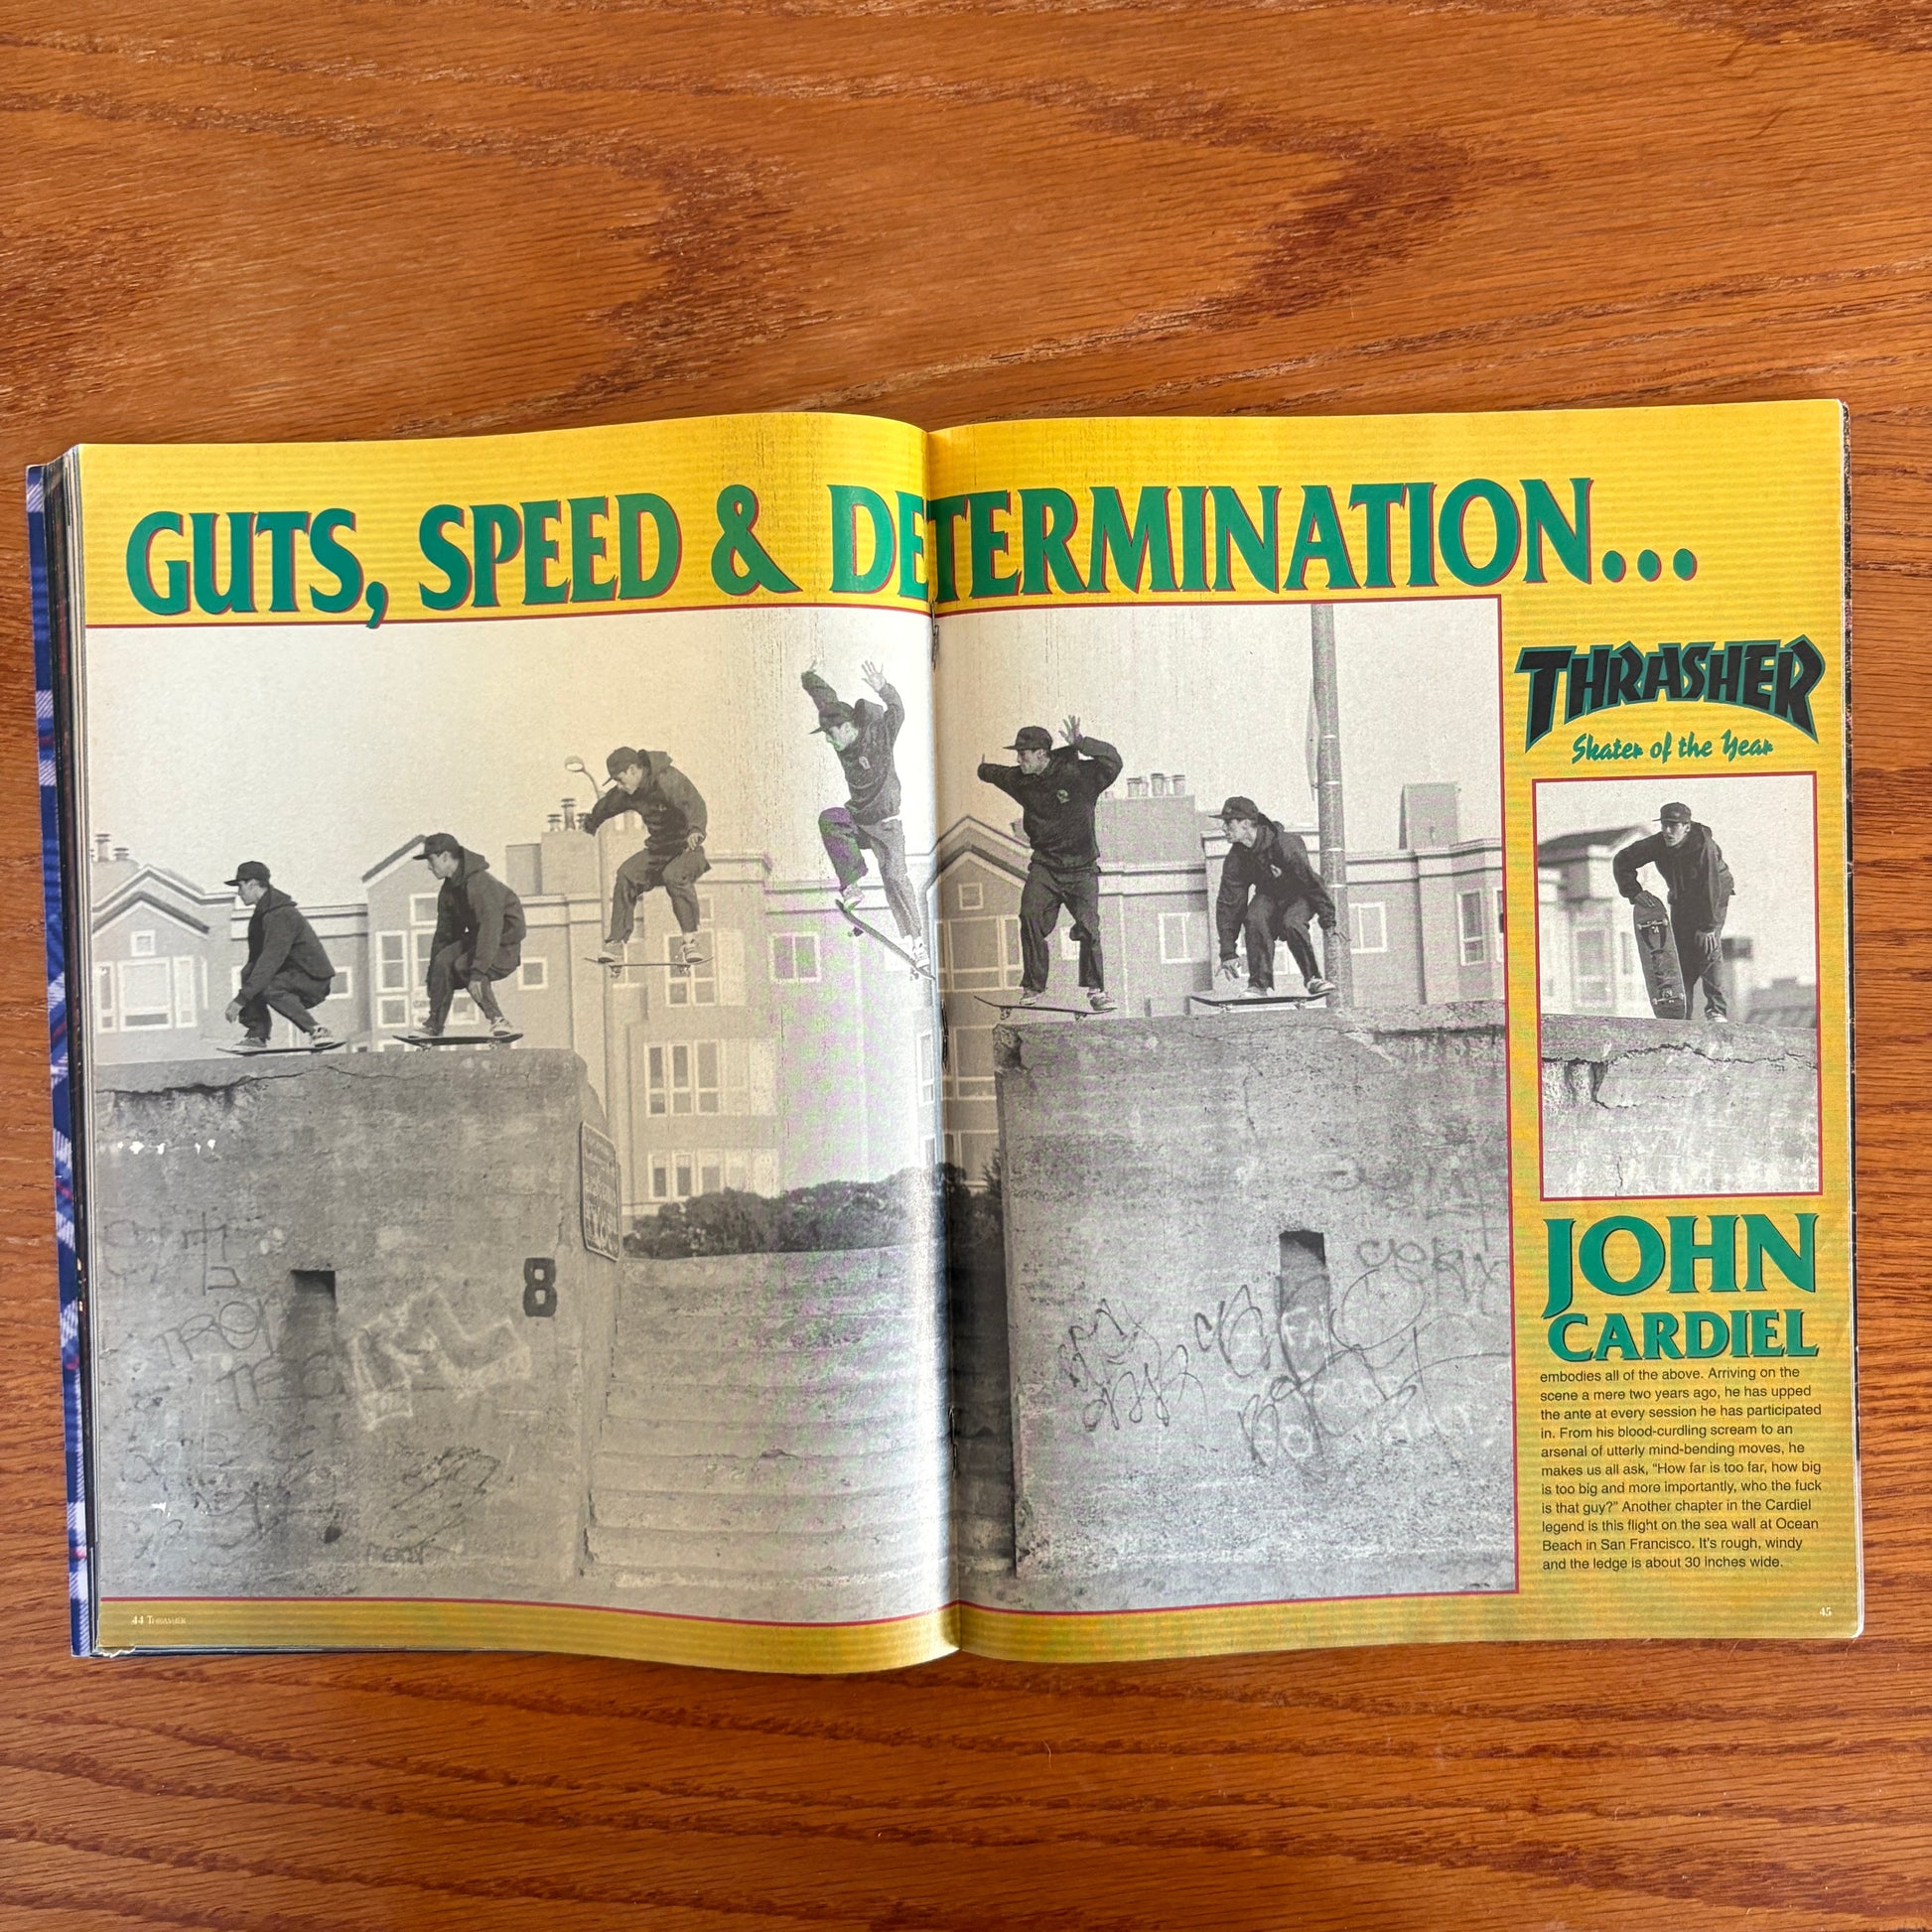 GUTS, SPEED & DETERMINATION...
THRASHER
Skater of the Year
8
JOHN
CARDIEL
embodies all of the above. Arriving on the
scene a mere two years ago, he has upped
the ante at every session he has participated
in. From his blood-curdling scream to an
arsenal of utterly mind-bending moves, he
makes us all ask, "How far is too far, how big
is too big and more importantly, who the fuck
is that guy?" Another chapter in the Cardiel
legend is this flight on the sea wall at Ocean
Beach in San Francisco. It's rough, windy
and the ledge is about 30 inches wide.
44 THRASHER
45